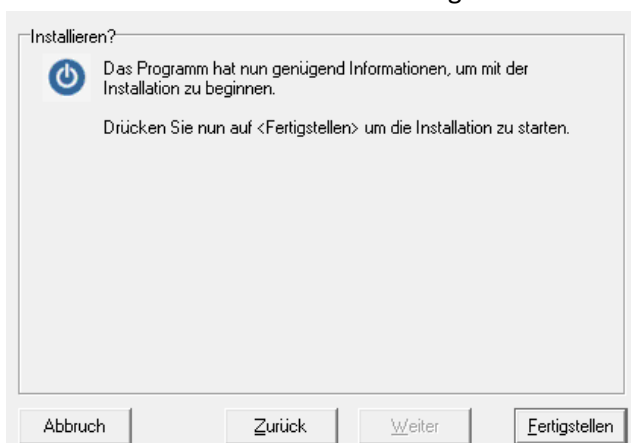 Installieren?
Das Programm hat nun genügend Informationen, um mit der
Installation zu beginnen.
Drücken Sie nun auf <Fertigstellen> um die Installation zu starten.
Abbruch
Zurück
Weiter
Fertigstellen